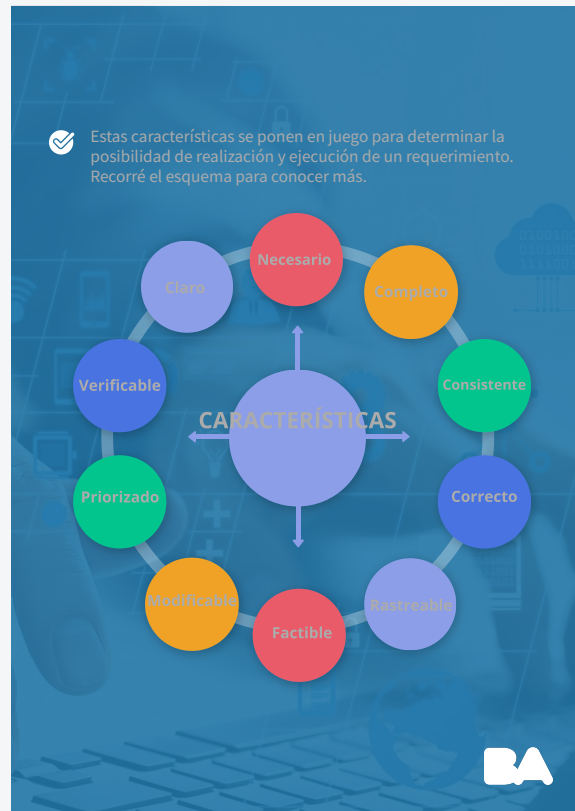 Estas características se ponen en juego para determinar la
posibilidad de realización y ejecución de un requerimiento.
Recorré el esquema para conocer más.
Necesario
Completo
Consistente
Correcto
Rastreable
Factible
Modificable
Priorizado
Verificable
Claro
CARACTERÍSTICAS
BA